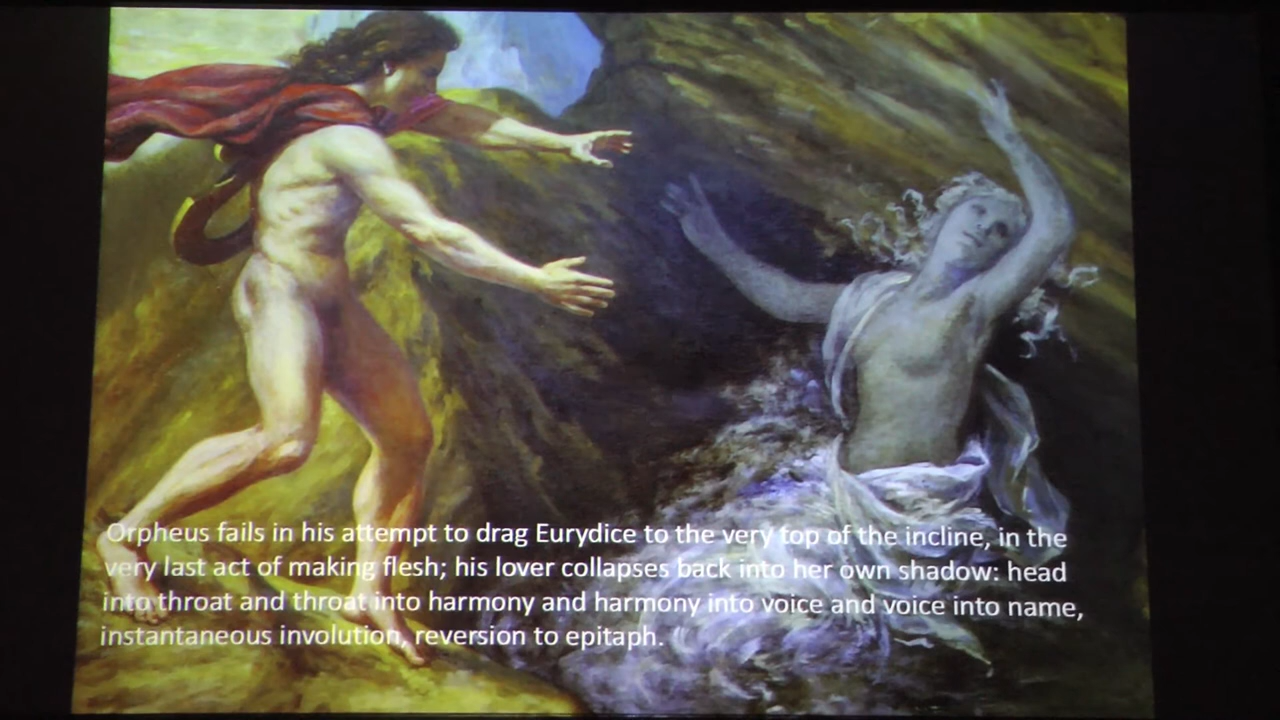 Orpheus fails in his attempt to drag Eurydice to the very top of the incline, in the
very last act of making flesh; his lover collapses back into her own shadow: head
into throat and throat into harmony and harmony into voice and voice into name,
instantaneous involution, reversion to epitaph.